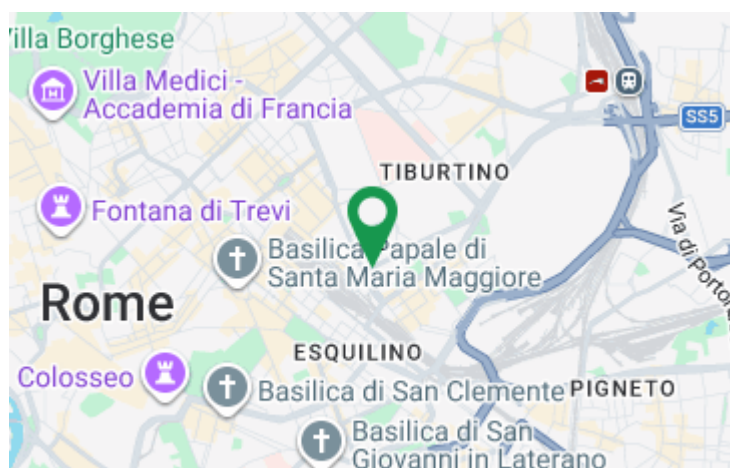 Villa Borghese
Villa Medici -
Accademia di Francia
SS5
TIBURTINO
Fontana di Trevi
Via di Porton
Basilica Papale di
Santa Maria Maggiore
Rome
ESQUILINO
Colosseo
Basilica di San Clemente
PIGNETO
Basilica di San
Giovanni in Laterano